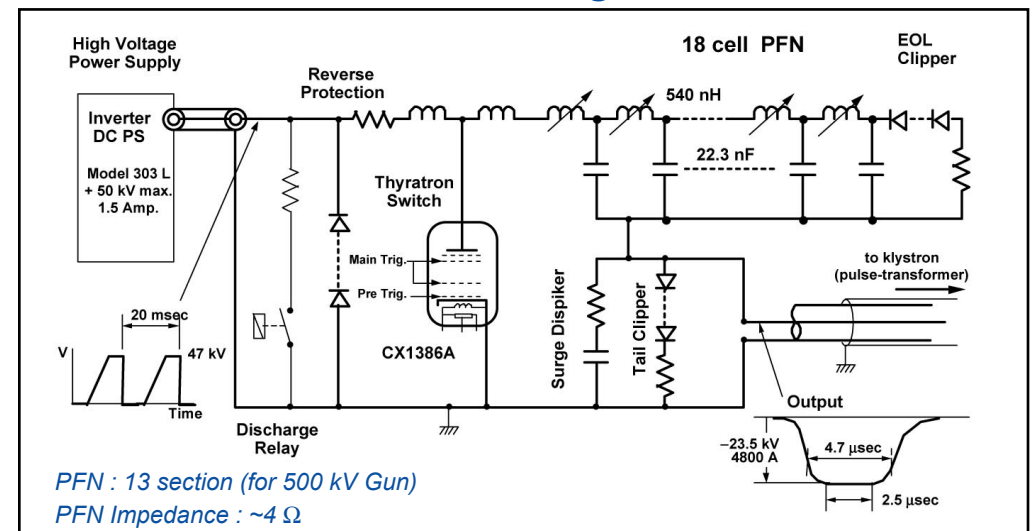 High Voltage
Power Supply
Inverter
DC PS
Model 303 L
+ 50 kV max.
1.5 Amp.
Reverse
Protection
18 cell PFN
EOL
Clipper
540 nH
22.3 nF
Thyratron
Switch
Main Trig.
Pre Trig.
CX1386A
20 msec
V
47 kV
Time
Discharge
Relay
Surge Dispiker
Tail Clipper
to klystron
(pulse-transformer)
Output
−23.5 kV
4800 A
4.7 μsec
2.5 μsec
PFN : 13 section (for 500 kV Gun)
PFN Impedance : ~4 Ω